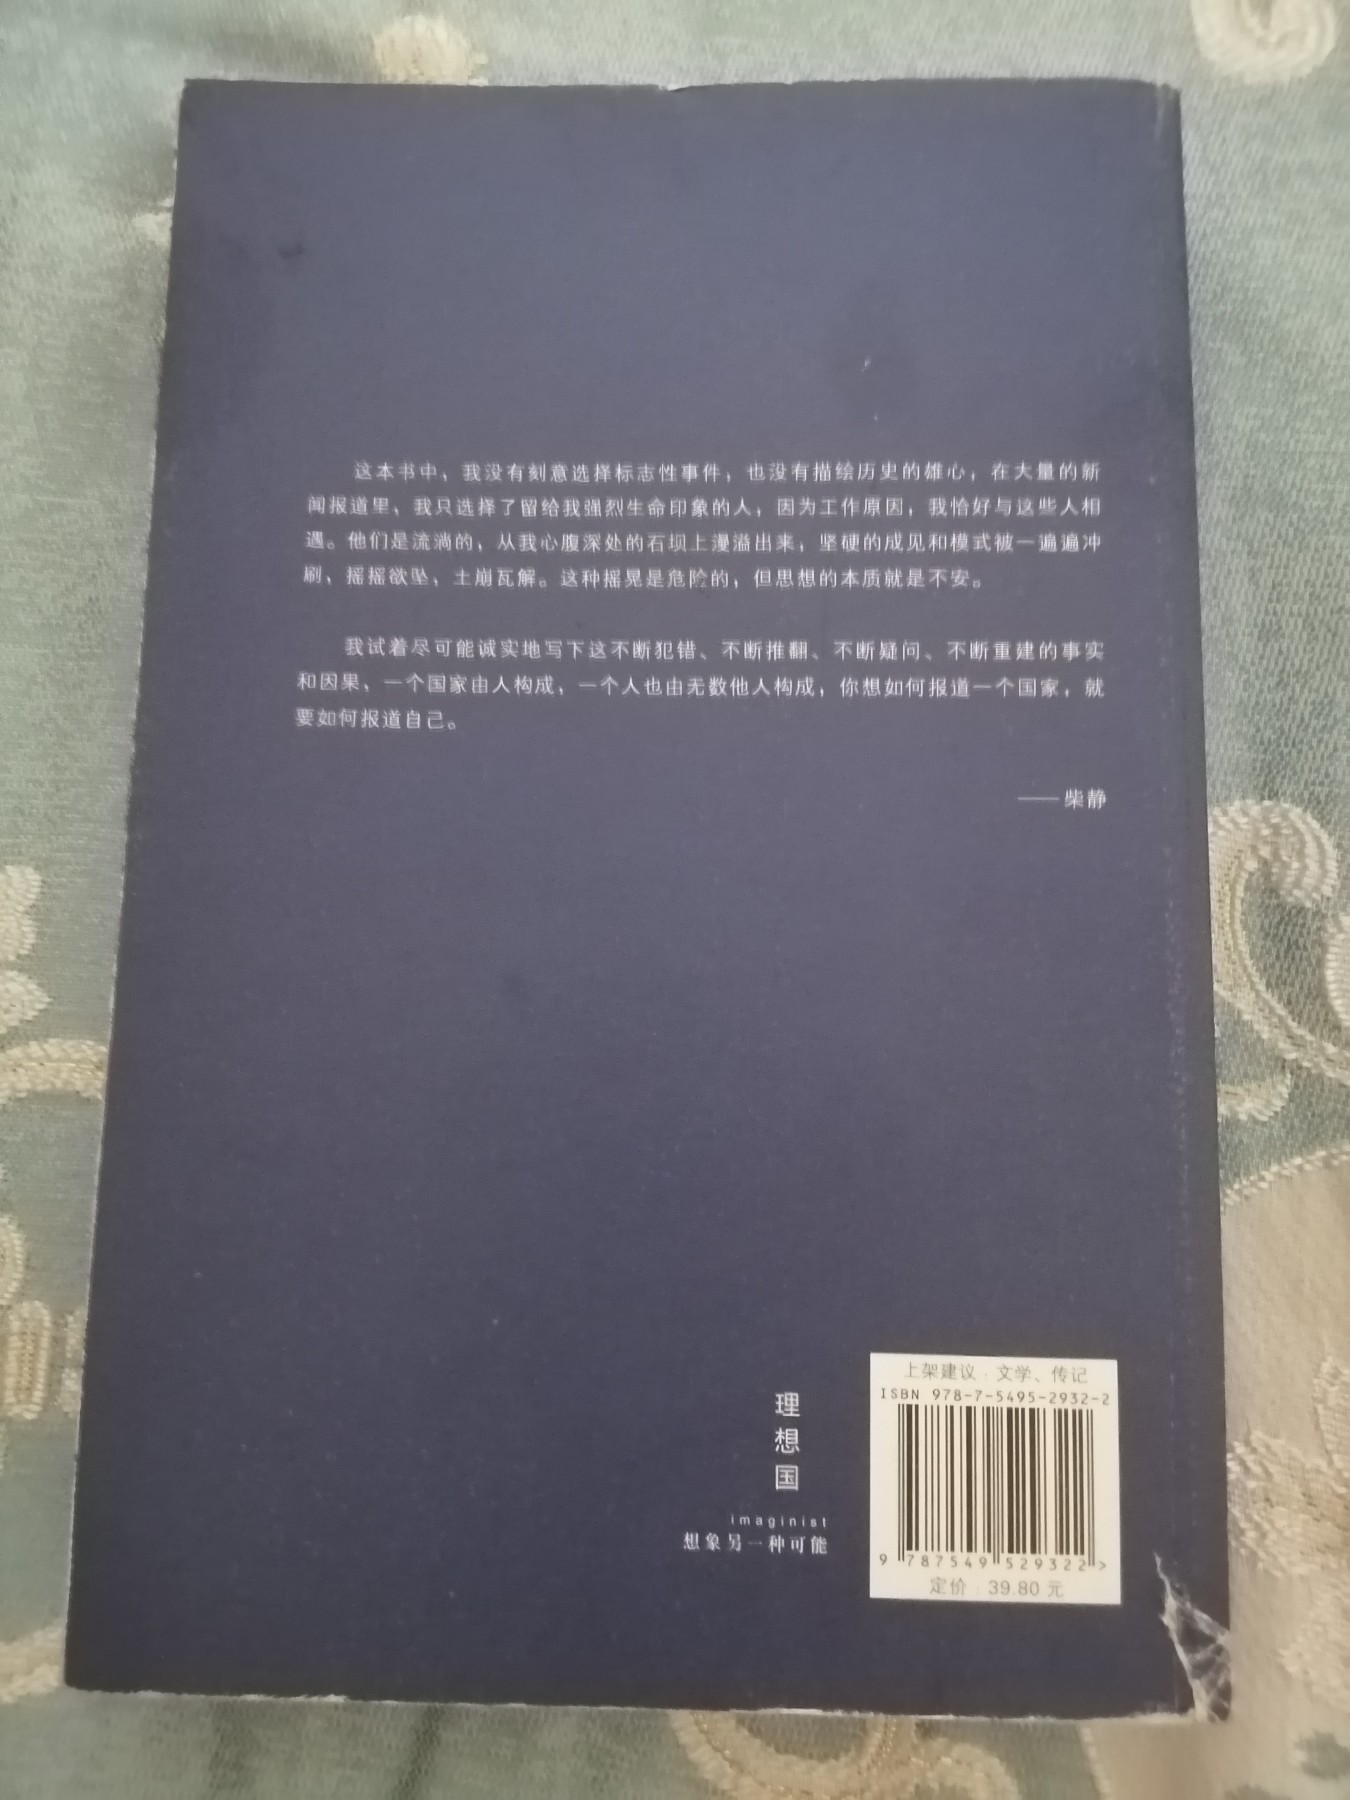 这本书中，我没有刻意选择标志性事件，也没有描绘历史的雄心，在大量的新
闻报道里，我只选择了留给我强烈生命印象的人，因为工作原因，我恰好与这些人相
遇。他们是流淌的，从我心腹深处的石坝上漫溢出来，坚硬的成见和模式被一遍遍冲
刷，摇摇欲坠，土崩瓦解。这种摇晃是危险的，但思想的本质就是不安。
我试着尽可能诚实地写下这不断犯错、不断推翻、不断疑问、不断重建的事实
和因果，一个国家由人构成，一个人也由无数他人构成，你想如何报道一个国家，就
要如何报道自己。
——柴静
理想国
imaginist
想象另一种可能
上架建议：文学、传记
ISBN 978-7-5495-2932-2
9 787549 529322 >
定价：39.80 元